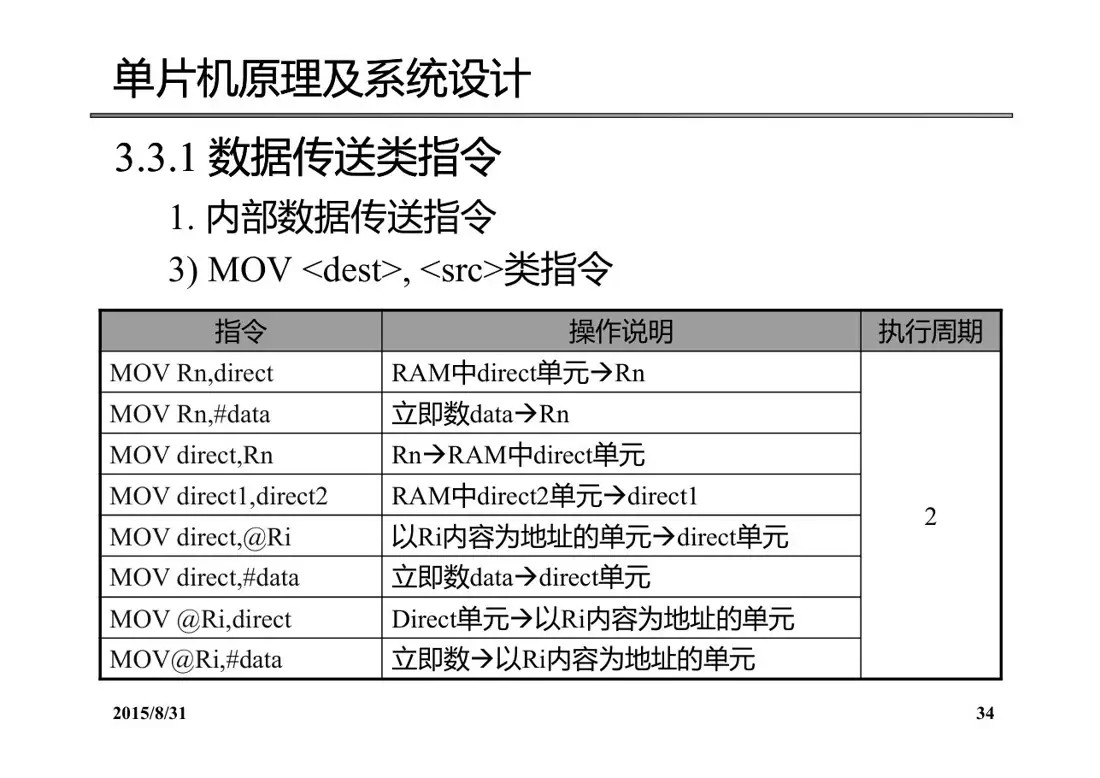 单片机原理及系统设计
3.3.1 数据传送类指令
1. 内部数据传送指令
3) MOV <dest>, <src>类指令
指令 操作说明 执行周期
MOV Rn,direct RAM中direct单元→Rn
MOV Rn,#data 立即数data→Rn
MOV direct,Rn Rn→RAM中direct单元
MOV direct1,direct2 RAM中direct2单元→direct1
2
MOV direct,@Ri 以Ri内容为地址的单元→direct单元
MOV direct,#data 立即数data→direct单元
MOV @Ri,direct Direct单元→以Ri内容为地址的单元
MOV@Ri,#data 立即数→以Ri内容为地址的单元
2015/8/31 34